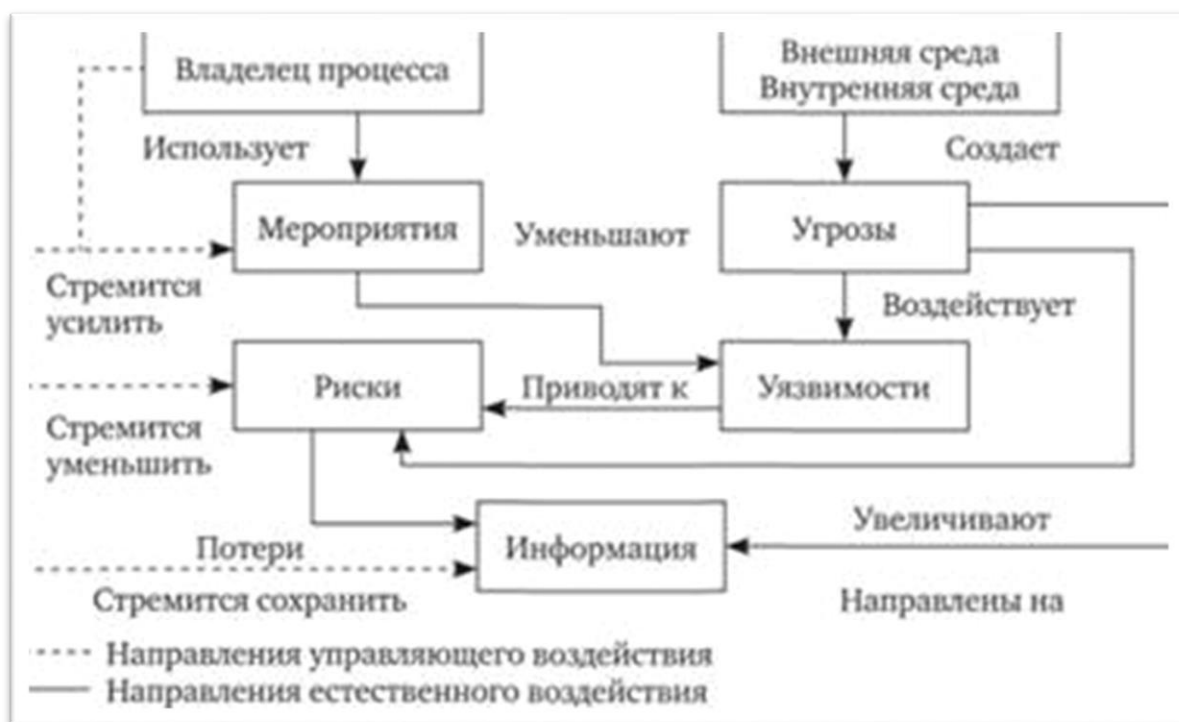 Владелец процесса
Внешняя среда
Внутренняя среда
Использует
Создает
Мероприятия
Уменьшают
Угрозы
Стремится
усилить
Воздействует
Риски
Приводят к
Уязвимости
Стремится
уменьшить
Увеличивают
Потери
Информация
Стремится сохранить
Направлены на
Направления управляющего воздействия
Направления естественного воздействия